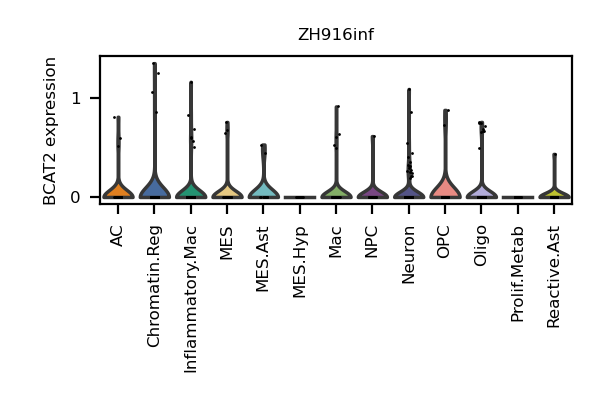 ZH916inf
BCAT2 expression
1
0
AC
Chromatin.Reg
Inflammatory.Mac
MES
MES.Ast
MES.Hyp
Mac
NPC
Neuron
OPC
Oligo
Prolif.Metab
Reactive.Ast